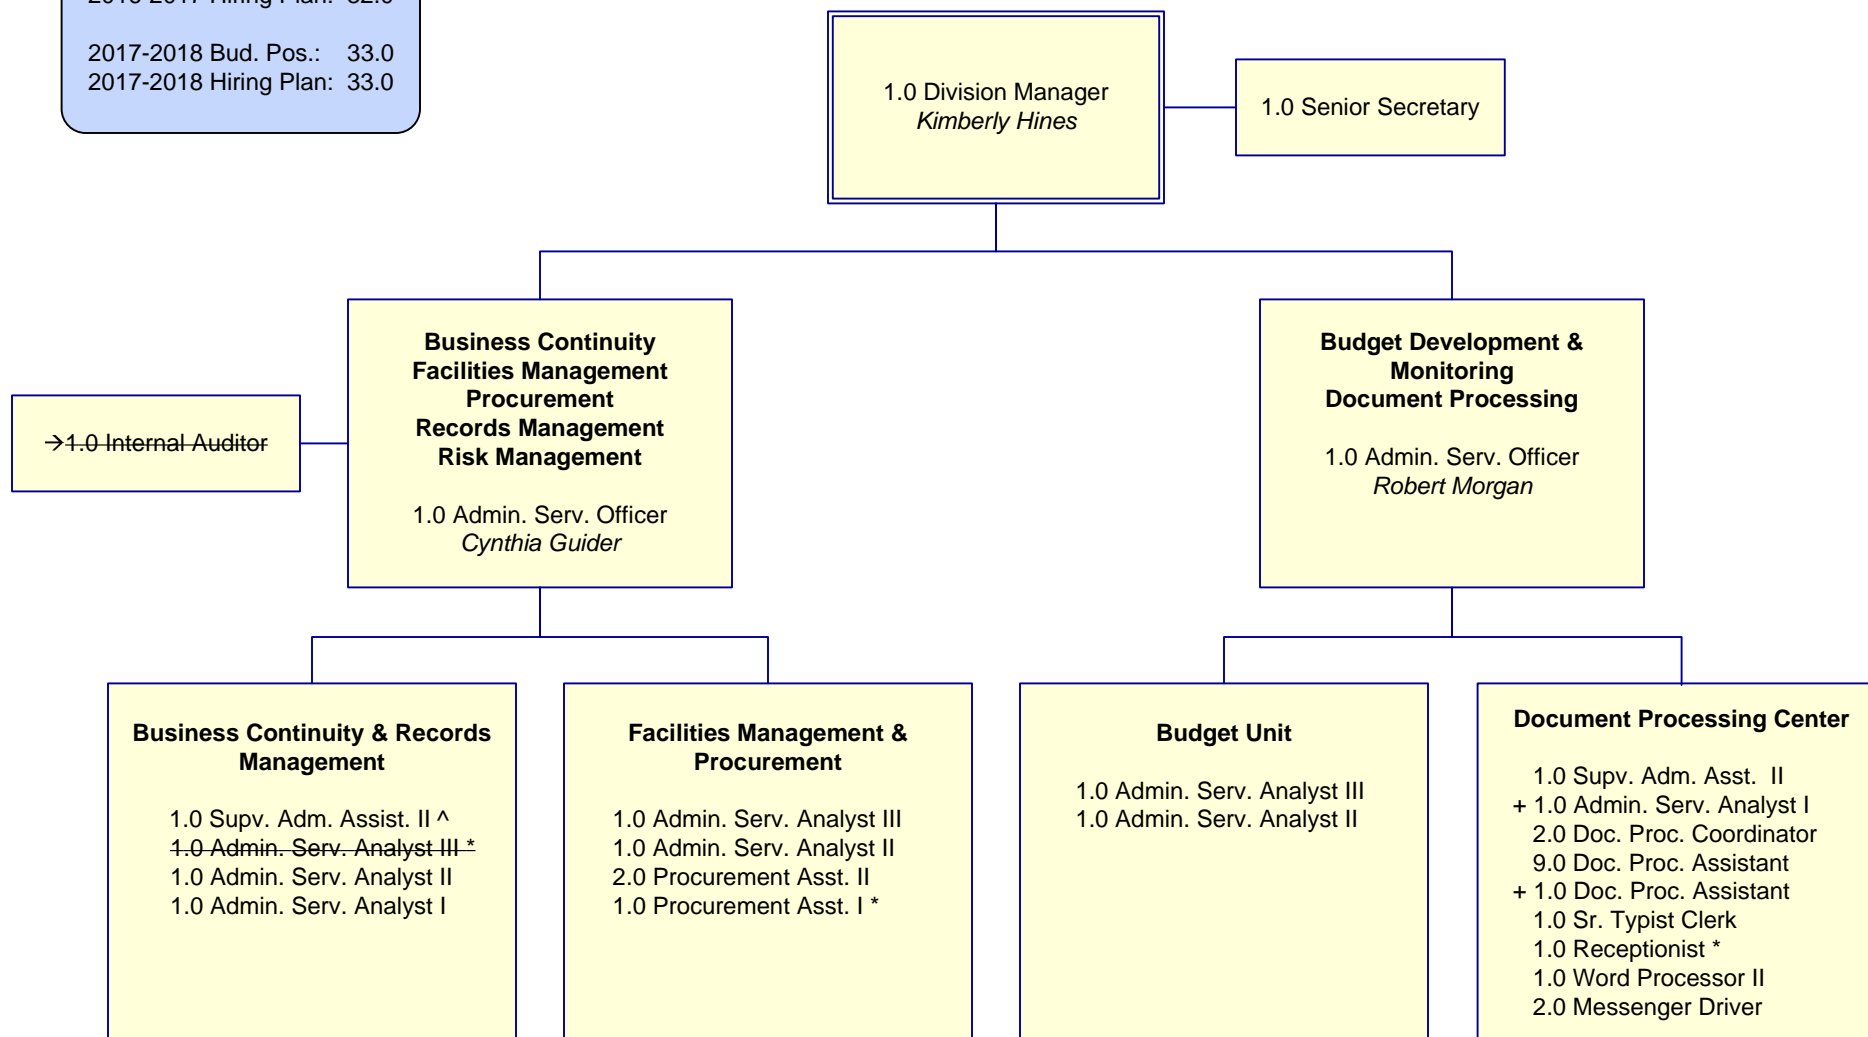 2017-2018 Bud. Pos.: 33.0
2017-2018 Hiring Plan: 33.0
1.0 Division Manager
Kimberly Hines
1.0 Senior Secretary
Business Continuity
Facilities Management
Procurement
Records Management
Risk Management
1.0 Admin. Serv. Officer
Cynthia Guider
→1.0 Internal Auditor
Budget Development &
Monitoring
Document Processing
1.0 Admin. Serv. Officer
Robert Morgan
Business Continuity & Records
Management
1.0 Supv. Adm. Assist. II ^
1.0 Admin. Serv. Analyst III *
1.0 Admin. Serv. Analyst II
1.0 Admin. Serv. Analyst I
Facilities Management &
Procurement
1.0 Admin. Serv. Analyst III
1.0 Admin. Serv. Analyst II
2.0 Procurement Asst. II
1.0 Procurement Asst. I *
Budget Unit
1.0 Admin. Serv. Analyst III
1.0 Admin. Serv. Analyst II
Document Processing Center
1.0 Supv. Adm. Asst. II
+ 1.0 Admin. Serv. Analyst I
2.0 Doc. Proc. Coordinator
9.0 Doc. Proc. Assistant
+ 1.0 Doc. Proc. Assistant
1.0 Sr. Typist Clerk
1.0 Receptionist *
1.0 Word Processor II
2.0 Messenger Driver